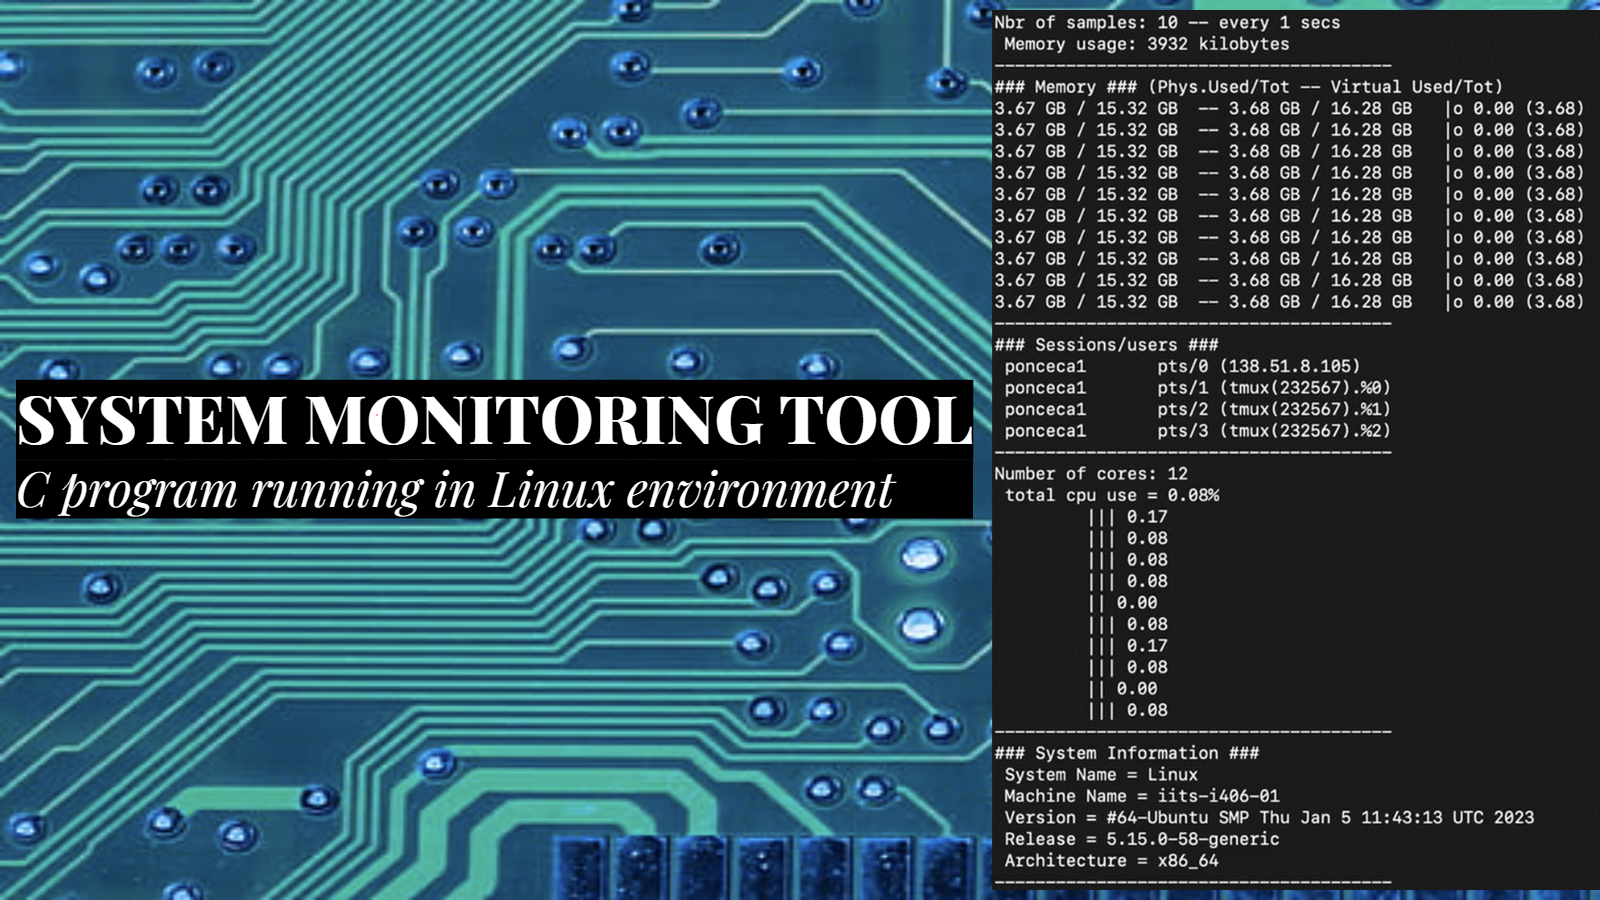 SYSTEM MONITORING TOOL
C program running in Linux environment
Nbr of samples: 10 -- every 1 secs
 Memory usage: 3932 kilobytes
---------------------------------------
### Memory ### (Phys.Used/Tot -- Virtual Used/Tot)
3.67 GB / 15.32 GB  -- 3.68 GB / 16.28 GB   |o 0.00 (3.68)
3.67 GB / 15.32 GB  -- 3.68 GB / 16.28 GB   |o 0.00 (3.68)
3.67 GB / 15.32 GB  -- 3.68 GB / 16.28 GB   |o 0.00 (3.68)
3.67 GB / 15.32 GB  -- 3.68 GB / 16.28 GB   |o 0.00 (3.68)
3.67 GB / 15.32 GB  -- 3.68 GB / 16.28 GB   |o 0.00 (3.68)
3.67 GB / 15.32 GB  -- 3.68 GB / 16.28 GB   |o 0.00 (3.68)
3.67 GB / 15.32 GB  -- 3.68 GB / 16.28 GB   |o 0.00 (3.68)
3.67 GB / 15.32 GB  -- 3.68 GB / 16.28 GB   |o 0.00 (3.68)
3.67 GB / 15.32 GB  -- 3.68 GB / 16.28 GB   |o 0.00 (3.68)
3.67 GB / 15.32 GB  -- 3.68 GB / 16.28 GB   |o 0.00 (3.68)
---------------------------------------
### Sessions/users ###
 ponceca1       pts/0 (138.51.8.105)
 ponceca1       pts/1 (tmux(232567).%0)
 ponceca1       pts/2 (tmux(232567).%1)
 ponceca1       pts/3 (tmux(232567).%2)
---------------------------------------
Number of cores: 12
 total cpu use = 0.08%
         ||| 0.17
         ||| 0.08
         ||| 0.08
         ||| 0.08
         || 0.00
         ||| 0.08
         ||| 0.17
         ||| 0.08
         || 0.00
         ||| 0.08
---------------------------------------
### System Information ###
 System Name = Linux
 Machine Name = iits-i406-01
 Version = #64-Ubuntu SMP Thu Jan 5 11:43:13 UTC 2023
 Release = 5.15.0-58-generic
 Architecture = x86_64
---------------------------------------